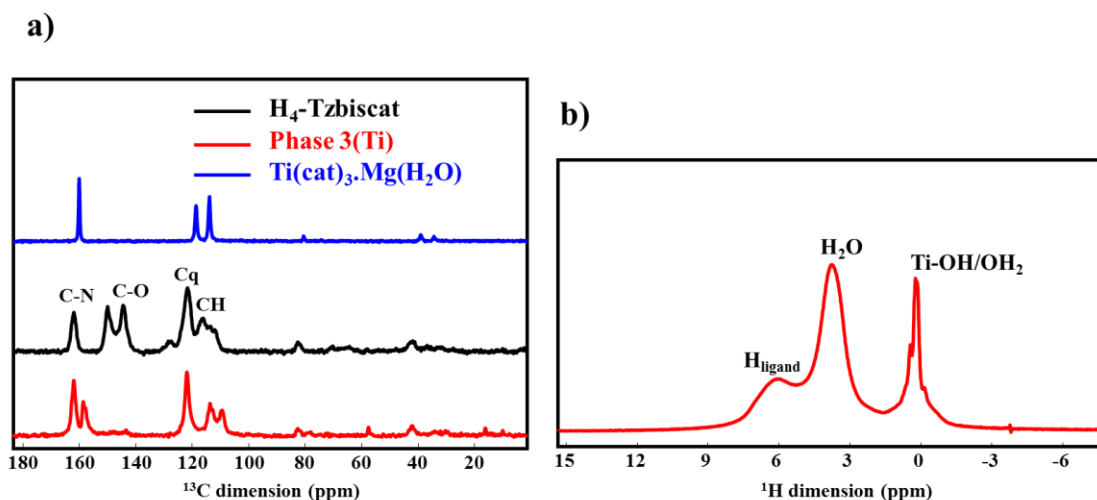 a)
H₄-Tzbiscat
Phase 3(Ti)
Ti(cat)₃.Mg(H₂O)
C-N
C-O
Cq
CH
180 160 140 120 100 80 60 40 20
¹³C dimension (ppm)
b)
H₂O
Ti-OH/OH₂
H_ligand
15 12 9 6 3 0 -3 -6
¹H dimension (ppm)